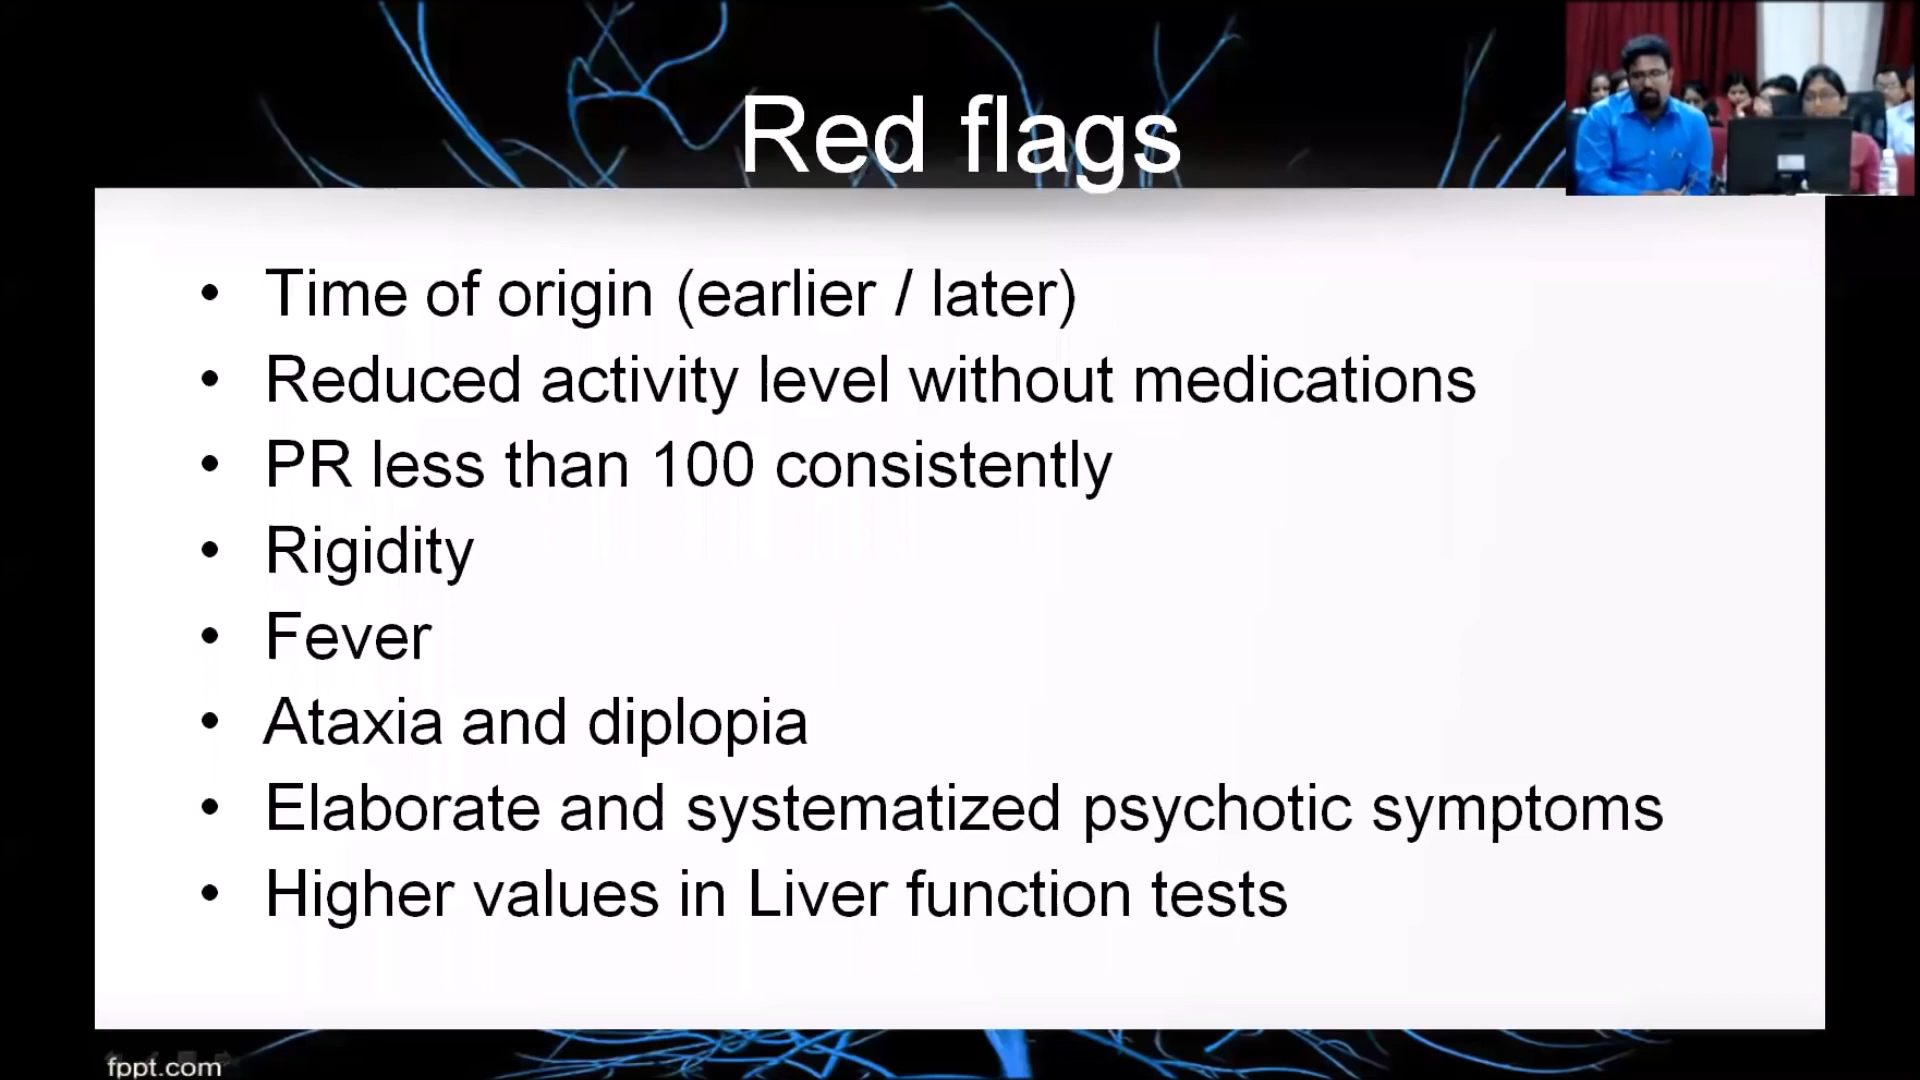 Red flags
• Time of origin (earlier / later)
• Reduced activity level without medications
• PR less than 100 consistently
• Rigidity
• Fever
• Ataxia and diplopia
• Elaborate and systematized psychotic symptoms
• Higher values in Liver function tests
fppt.com